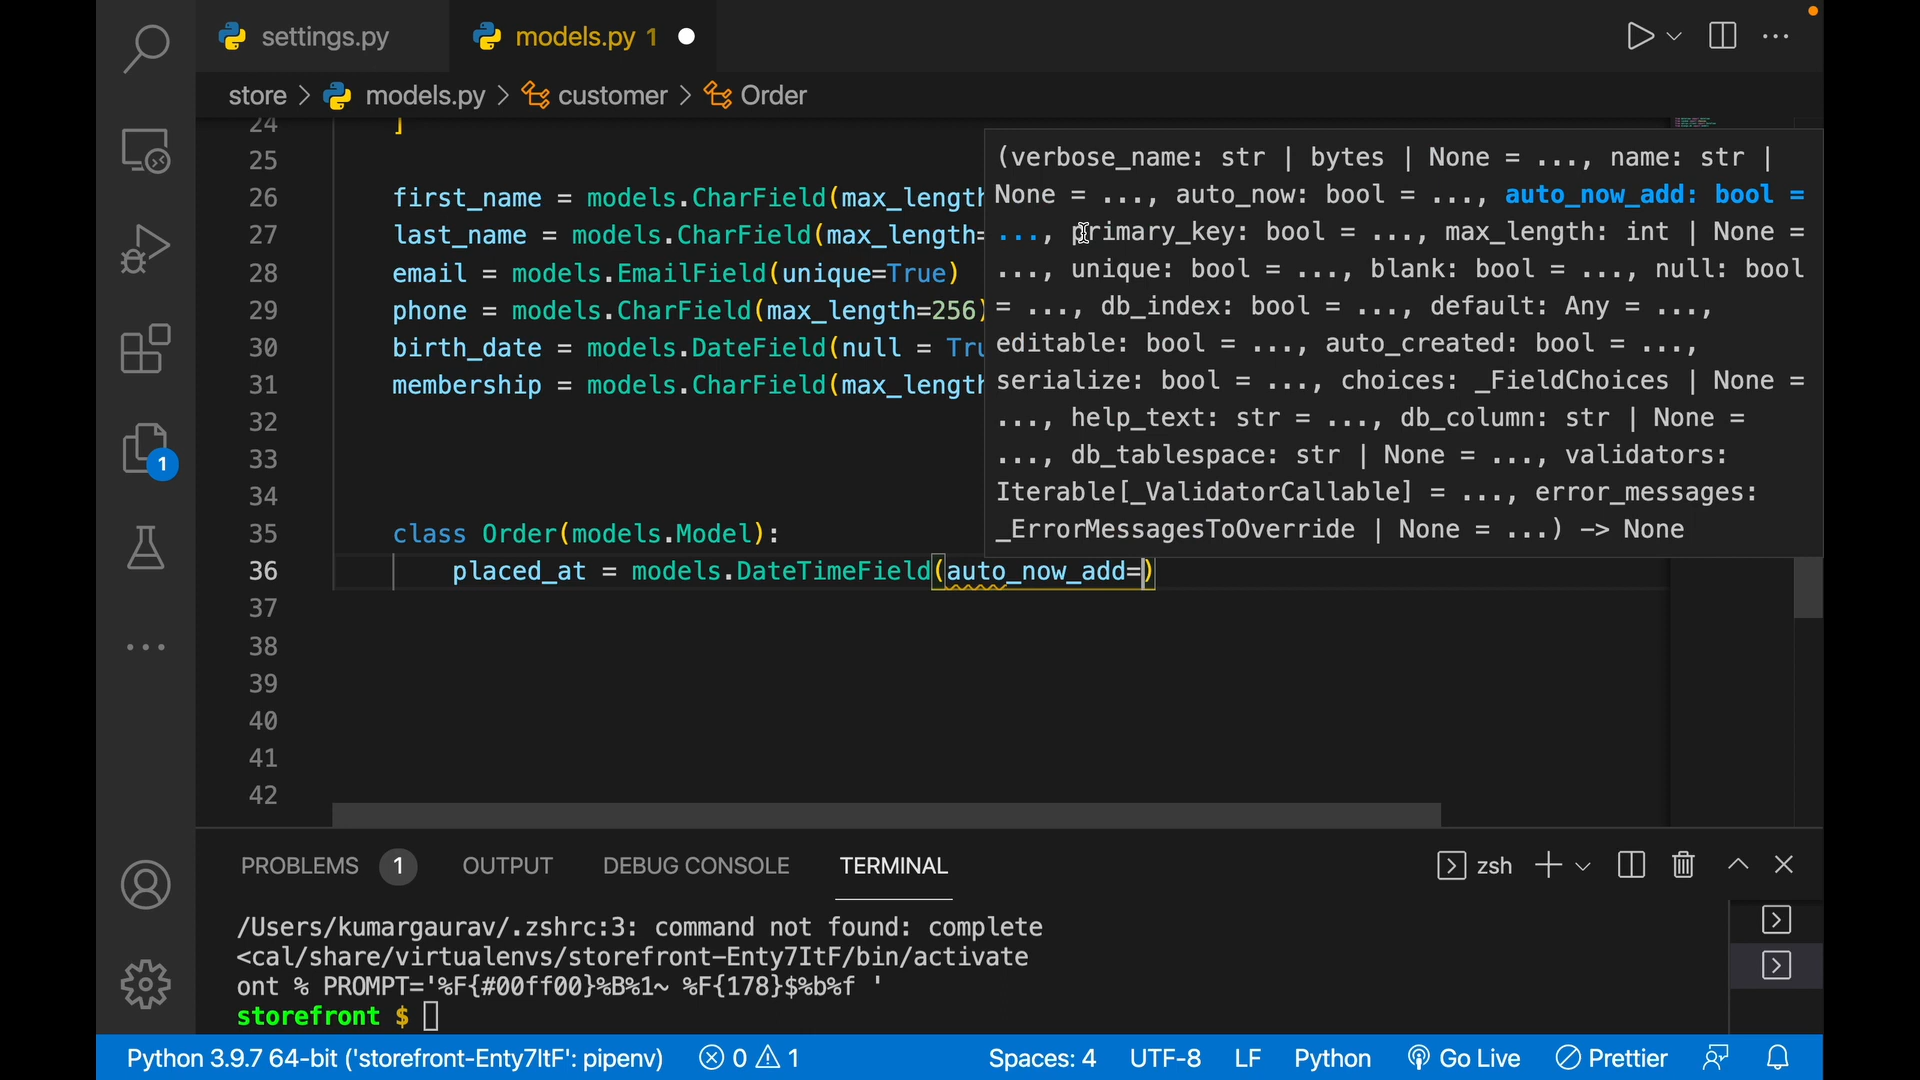 settings.py
models.py 1
store > models.py > customer > Order
24 ]
25
26 first_name = models.CharField(max_length
27 last_name = models.CharField(max_length=
28 email = models.EmailField(unique=True)
29 phone = models.CharField(max_length=256)
30 birth_date = models.DateField(null = Tru
31 membership = models.CharField(max_length
32
33
34
35 class Order(models.Model):
36 placed_at = models.DateTimeField(auto_now_add=)
37
38
39
40
41
42
(verbose_name: str | bytes | None = ..., name: str |
None = ..., auto_now: bool = ..., auto_now_add: bool =
..., primary_key: bool = ..., max_length: int | None =
..., unique: bool = ..., blank: bool = ..., null: bool
= ..., db_index: bool = ..., default: Any = ...,
editable: bool = ..., auto_created: bool = ...,
serialize: bool = ..., choices: _FieldChoices | None =
..., help_text: str = ..., db_column: str | None =
..., db_tablespace: str | None = ..., validators:
Iterable[_ValidatorCallable] = ..., error_messages:
_ErrorMessagesToOverride | None = ...) -> None
1
PROBLEMS 1 OUTPUT DEBUG CONSOLE TERMINAL zsh
/Users/kumargaurav/.zshrc:3: command not found: complete
<cal/share/virtualenvs/storefront-Enty7ItF/bin/activate
ont % PROMPT='%F{#00ff00}%B%1~ %F{178}$%b%f '
storefront $
Python 3.9.7 64-bit ('storefront-Enty7ItF': pipenv) 0 1 Spaces: 4 UTF-8 LF Python Go Live Prettier